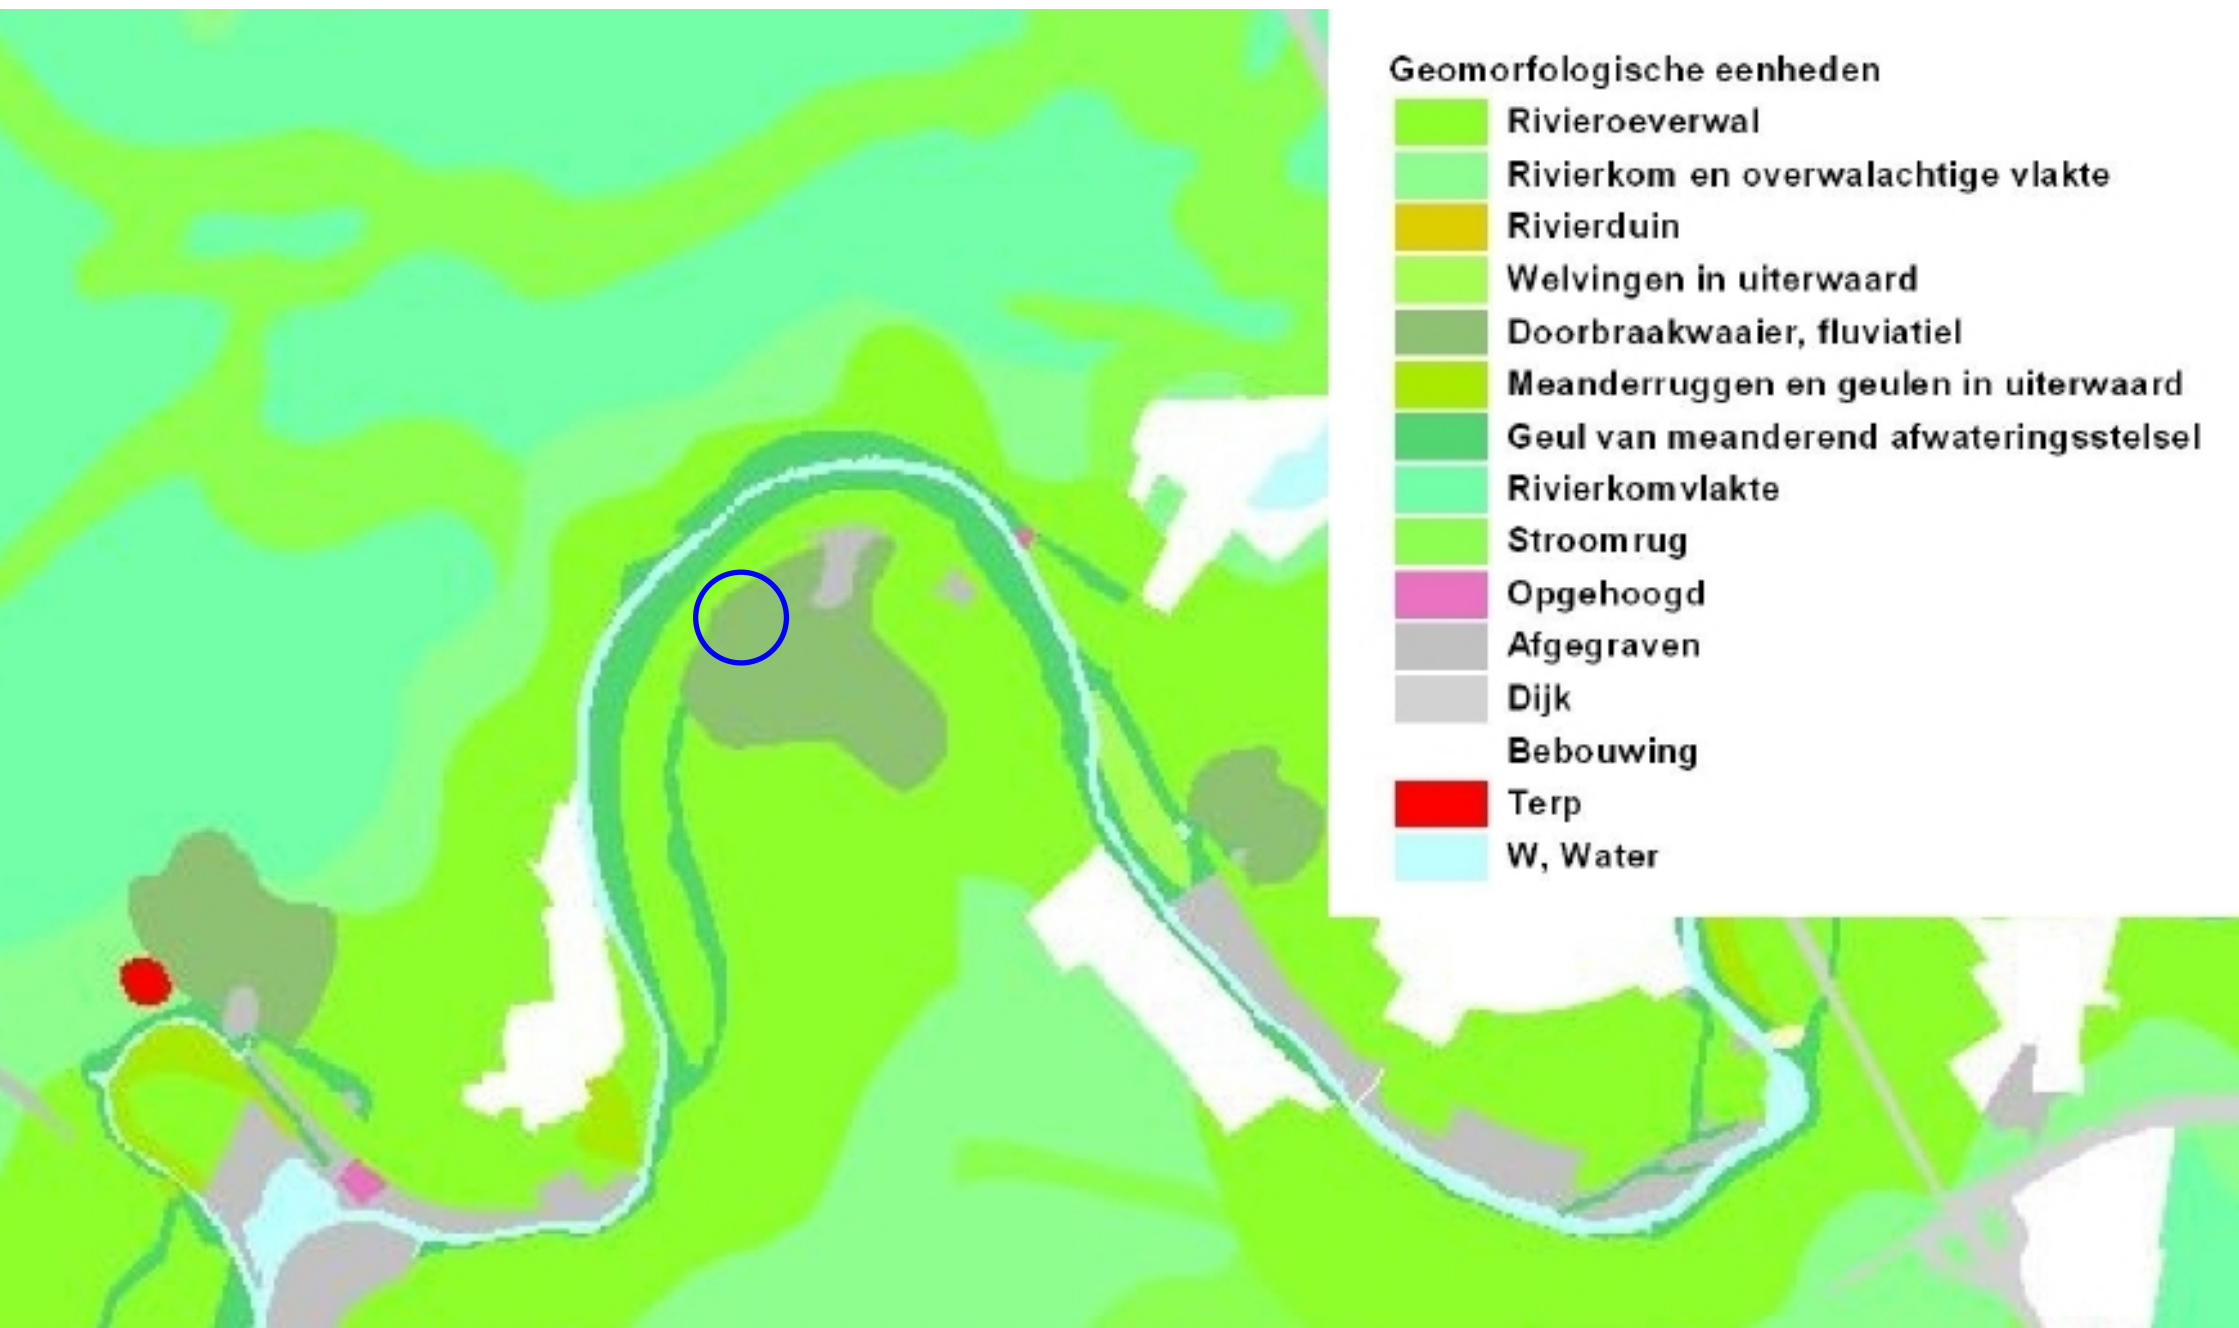 Geomorfologische eenheden
Rivieroeverwal
Rivierkom en overwalachtige vlakte
Rivierduin
Welvingen in uiterwaard
Doorbraakwaaier, fluviatiel
Meanderruggen en geulen in uiterwaard
Geul van meanderend afwateringsstelsel
Rivierkomvlakte
Stroomrug
Opgehoogd
Afgegraven
Dijk
Bebouwing
Terp
W, Water